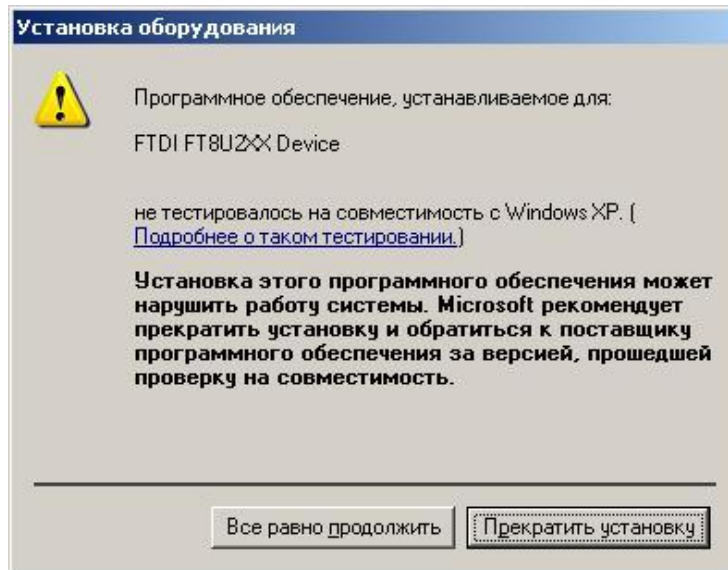 Установка оборудования
Программное обеспечение, устанавливаемое для:
FTDI FT8U2XX Device
не тестировалось на совместимость с Windows XP. (
Подробнее о таком тестировании.)
Установка этого программного обеспечения может
нарушить работу системы. Microsoft рекомендует
прекратить установку и обратиться к поставщику
программного обеспечения за версией, прошедшей
проверку на совместимость.
Все равно продолжить
Прекратить установку